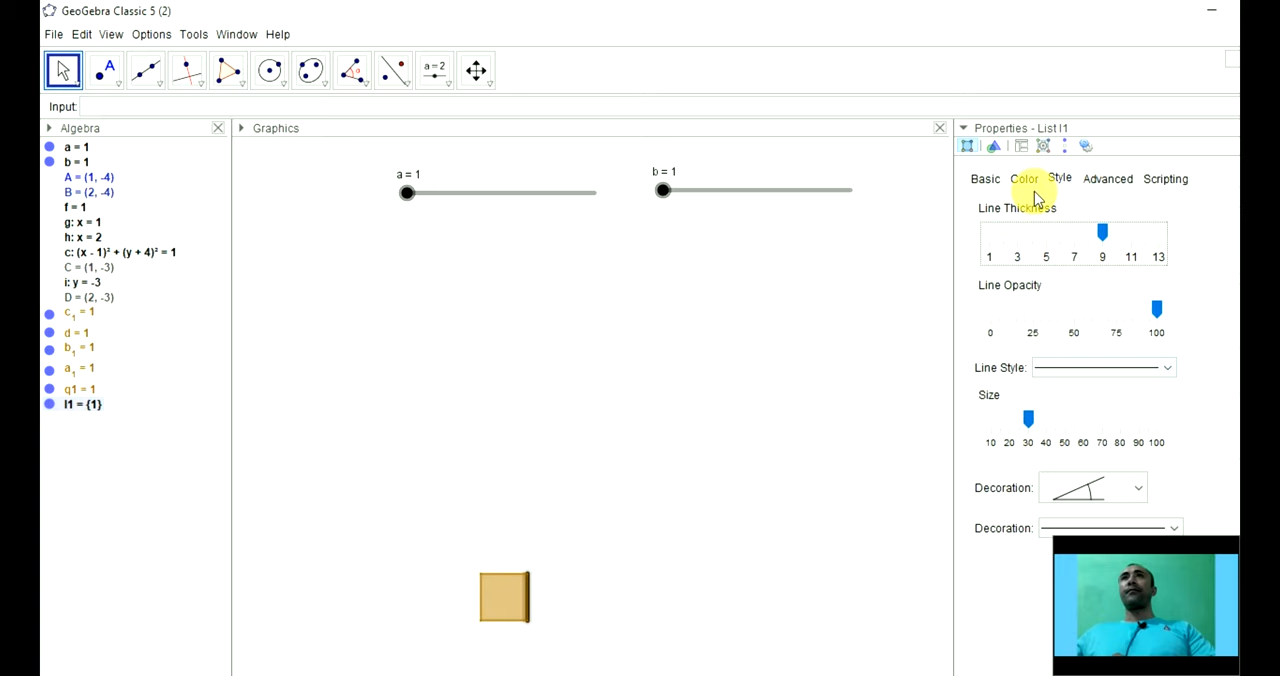 GeoGebra Classic 5 (2)
File Edit View Options Tools Window Help
A
a = 2
Input:
Algebra
Graphics
Properties - List l1
a = 1
b = 1
A = (1, -4)
B = (2, -4)
f = 1
g: x = 1
h: x = 2
c: (x - 1)² + (y + 4)² = 1
C = (1, -3)
i: y = -3
D = (2, -3)
c₁ = 1
d = 1
b₁ = 1
a₁ = 1
q1 = 1
l1 = {1}
a = 1
b = 1
Basic Color Style Advanced Scripting
Line Thickness
1 3 5 7 9 11 13
Line Opacity
0 25 50 75 100
Line Style:
Size
10 20 30 40 50 60 70 80 90 100
Decoration:
Decoration: